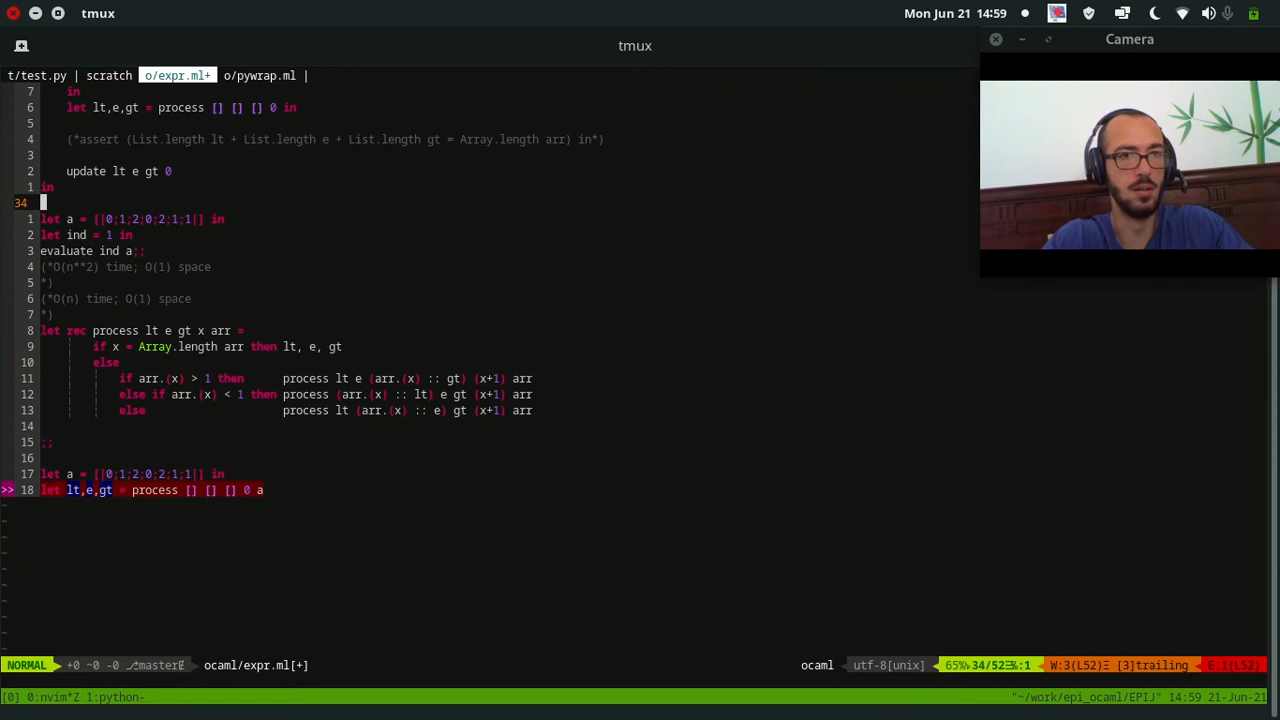 tmux
Mon Jun 21 14:59
tmux
Camera
t/test.py | scratch o/expr.ml+ o/pywrap.ml |
7 in
6 let lt,e,gt = process [] [] [] 0 in
5
4 (*assert (List.length lt + List.length e + List.length gt = Array.length arr) in*)
3
2 update lt e gt 0
1 in
34
1 let a = [|0;1;2;0;2;1;1|] in
2 let ind = 1 in
3 evaluate ind a;;
4 (*O(n**2) time; O(1) space
5 *)
6 (*O(n) time; O(1) space
7 *)
8 let rec process lt e gt x arr =
9 if x = Array.length arr then lt, e, gt
10 else
11 if arr.(x) > 1 then process lt e (arr.(x) :: gt) (x+1) arr
12 else if arr.(x) < 1 then process (arr.(x) :: lt) e gt (x+1) arr
13 else process lt (arr.(x) :: e) gt (x+1) arr
14
15 ;;
16
17 let a = [|0;1;2;0;2;1;1|] in
>> 18 let lt,e,gt = process [] [] [] 0 a
~
~
~
~
~
~
~
~
~
~
NORMAL +0 ~0 -0 master ocaml/expr.ml[+] ocaml utf-8[unix] 65% 34/52 :1 W:3(L52) [3]trailing E:1(L52)
[0] 0:nvim*Z 1:python- "~/work/epi_ocaml/EPIJ" 14:59 21-Jun-21